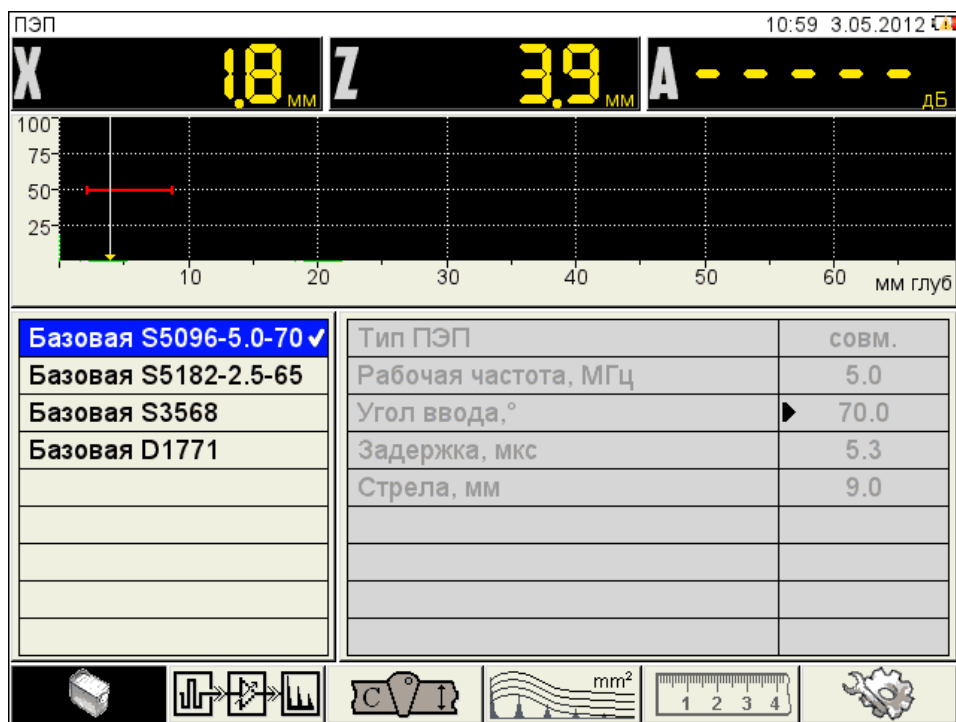 ПЭП 10:59 3.05.2012
X 1.8 мм Z 3.9 мм A - - - - - дБ
100
75
50
25
10 20 30 40 50 60 мм глуб
Базовая S5096-5.0-70 ✓ Тип ПЭП совм.
Базовая S5182-2.5-65 Рабочая частота, МГц 5.0
Базовая S3568 Угол ввода,° 70.0
Базовая D1771 Задержка, мкс 5.3
Стрела, мм 9.0
C mm² 1 2 3 4